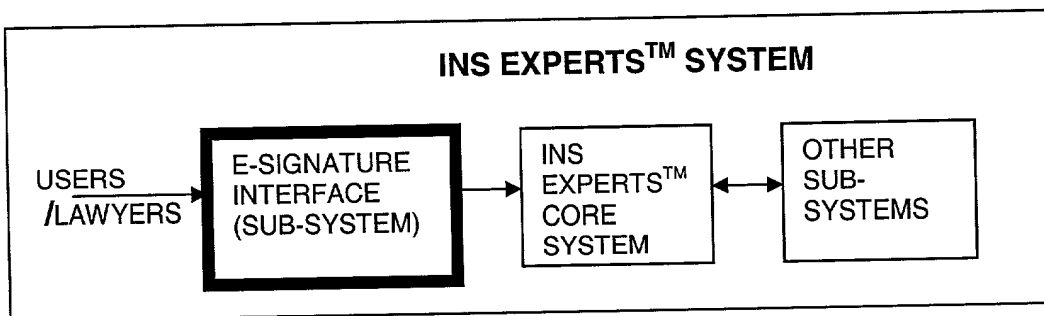 INS EXPERTS™ SYSTEM
USERS
/LAWYERS
E-SIGNATURE
INTERFACE
(SUB-SYSTEM)
INS
EXPERTS™
CORE
SYSTEM
OTHER
SUB-
SYSTEMS